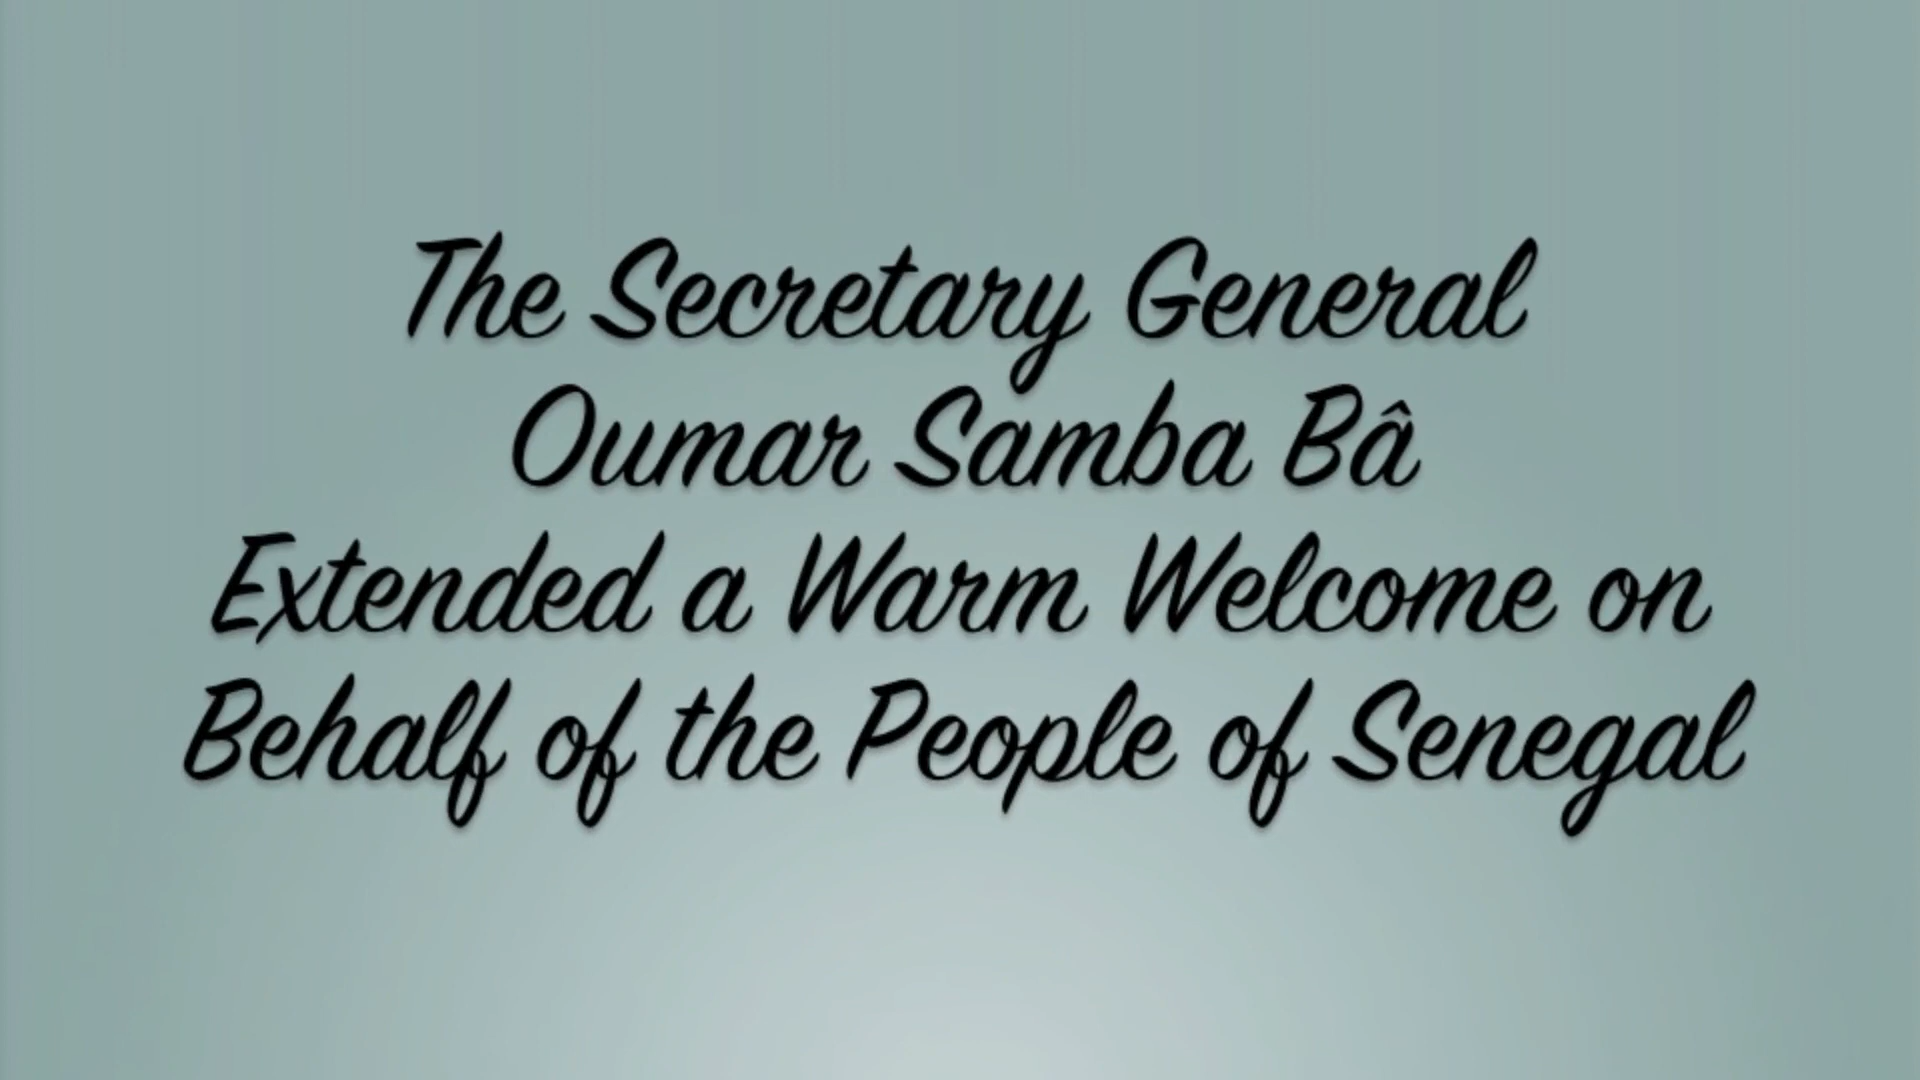 The Secretary General
Oumar Samba Bâ
Extended a Warm Welcome on
Behalf of the People of Senegal